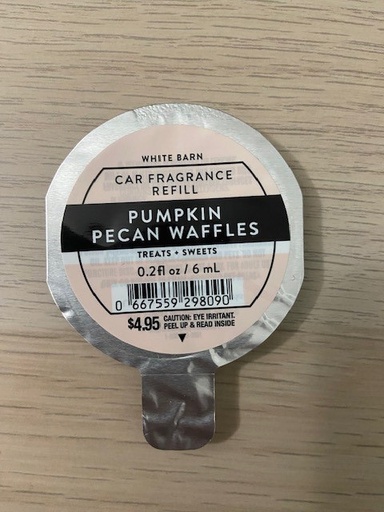 WHITE BARN
CAR FRAGRANCE
REFILL
PUMPKIN
PECAN WAFFLES
TREATS + SWEETS
0.2fl oz / 6 mL
0 667559 298090
$4.95 CAUTION: EYE IRRITANT.
PEEL UP & READ INSIDE